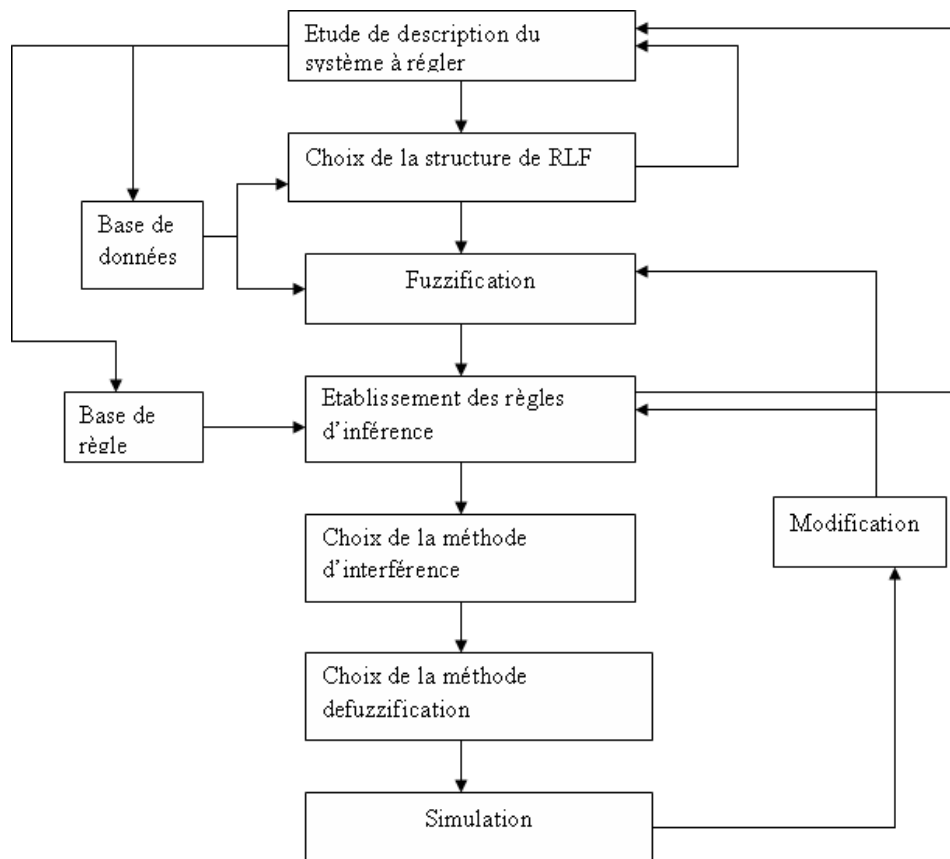 Etude de description du
système à régler
Choix de la structure de RLF
Base de
données
Fuzzification
Etablissement des règles
d'inférence
Base de
règle
Choix de la méthode
d'interférence
Modification
Choix de la méthode
defuzzification
Simulation